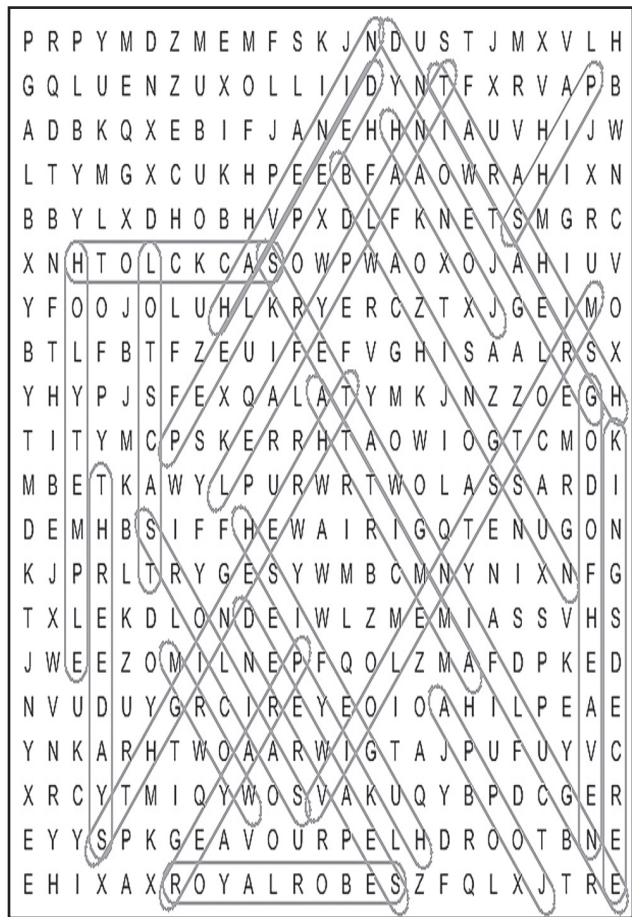 P R P Y M D Z M E M F S K J N D U S T J M X V L H
G Q L U E N Z U X O L L I I D Y N T F X R V A P B
A D B K Q X E B I F J A N E H H N I A U V H I J W
L T Y M G X C U K H P E E B F A A O W R A H I X N
B B Y L X D H O B H V P X D L F K N E T S M G R C
X N H T O L C K C A S O W P W A O X O J A H I U V
Y F O O J O L U H L K R Y E R C Z T X J G E I M O
B T L F B T F Z E U I F E F V G H I S A A L R S X
Y H Y P J S F E X Q A L A T Y M K J N Z Z O E G H
T I T Y M C P S K E R R H T A O W I O G T C M O K
M B E T K A W Y L P U R W R T W O L A S S A R D I
D E M H B S I F F H E W A I R I G Q T E N U G O N
K J P R L T R Y G E S Y W M B C M N Y N I X N F G
T X L E K D L O N D E I W L Z M E M I A S S V H S
J W E E Z O M I L N E P F Q O L Z M A F D P K E D
N V U D U Y G R C I R E Y E O I O A H I L P E A E
Y N K A R H T W O A A R W I G T A J P U F U Y V C
X R C Y T M I Q Y W O S V A K U Q Y B P D C G E R
E Y Y S P K G E A V O U R P E L H D R O O T B N E
E H I X A X R O Y A L R O B E S Z F Q L X J T R E